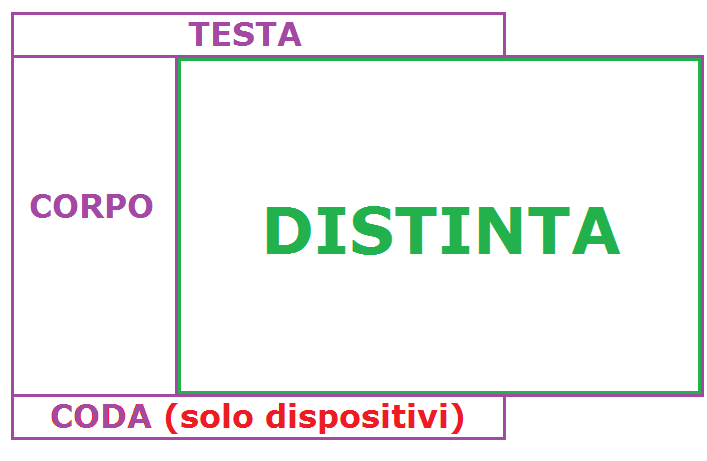 TESTA
CORPO
DISTINTA
CODA (solo dispositivi)